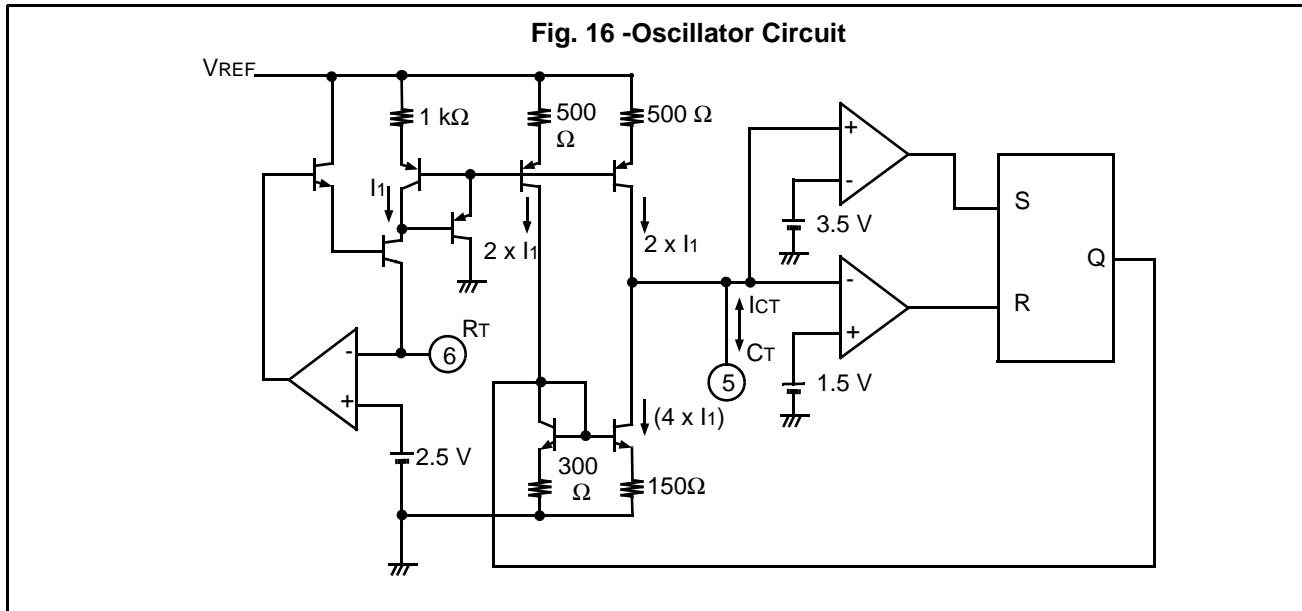 Fig. 16 -Oscillator Circuit
VREF
1 kΩ
500
Ω
500 Ω
I1
2 x I1
2 x I1
+
-
3.5 V
S
Q
R
-
+
1.5 V
ICT
CT
5
RT
6
-
+
2.5 V
(4 x I1)
300
Ω
150Ω